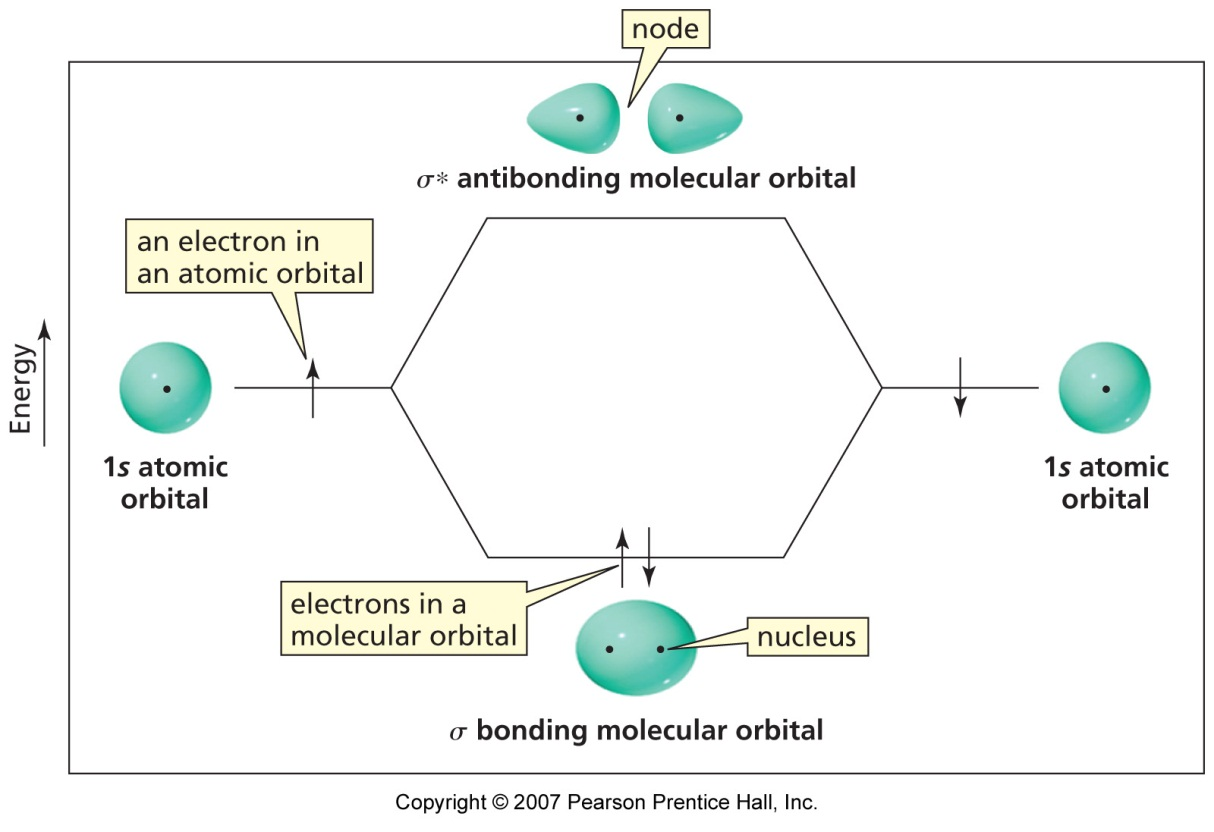 node
σ* antibonding molecular orbital
an electron in
an atomic orbital
Energy
1s atomic
orbital
1s atomic
orbital
electrons in a
molecular orbital
nucleus
σ bonding molecular orbital
Copyright © 2007 Pearson Prentice Hall, Inc.